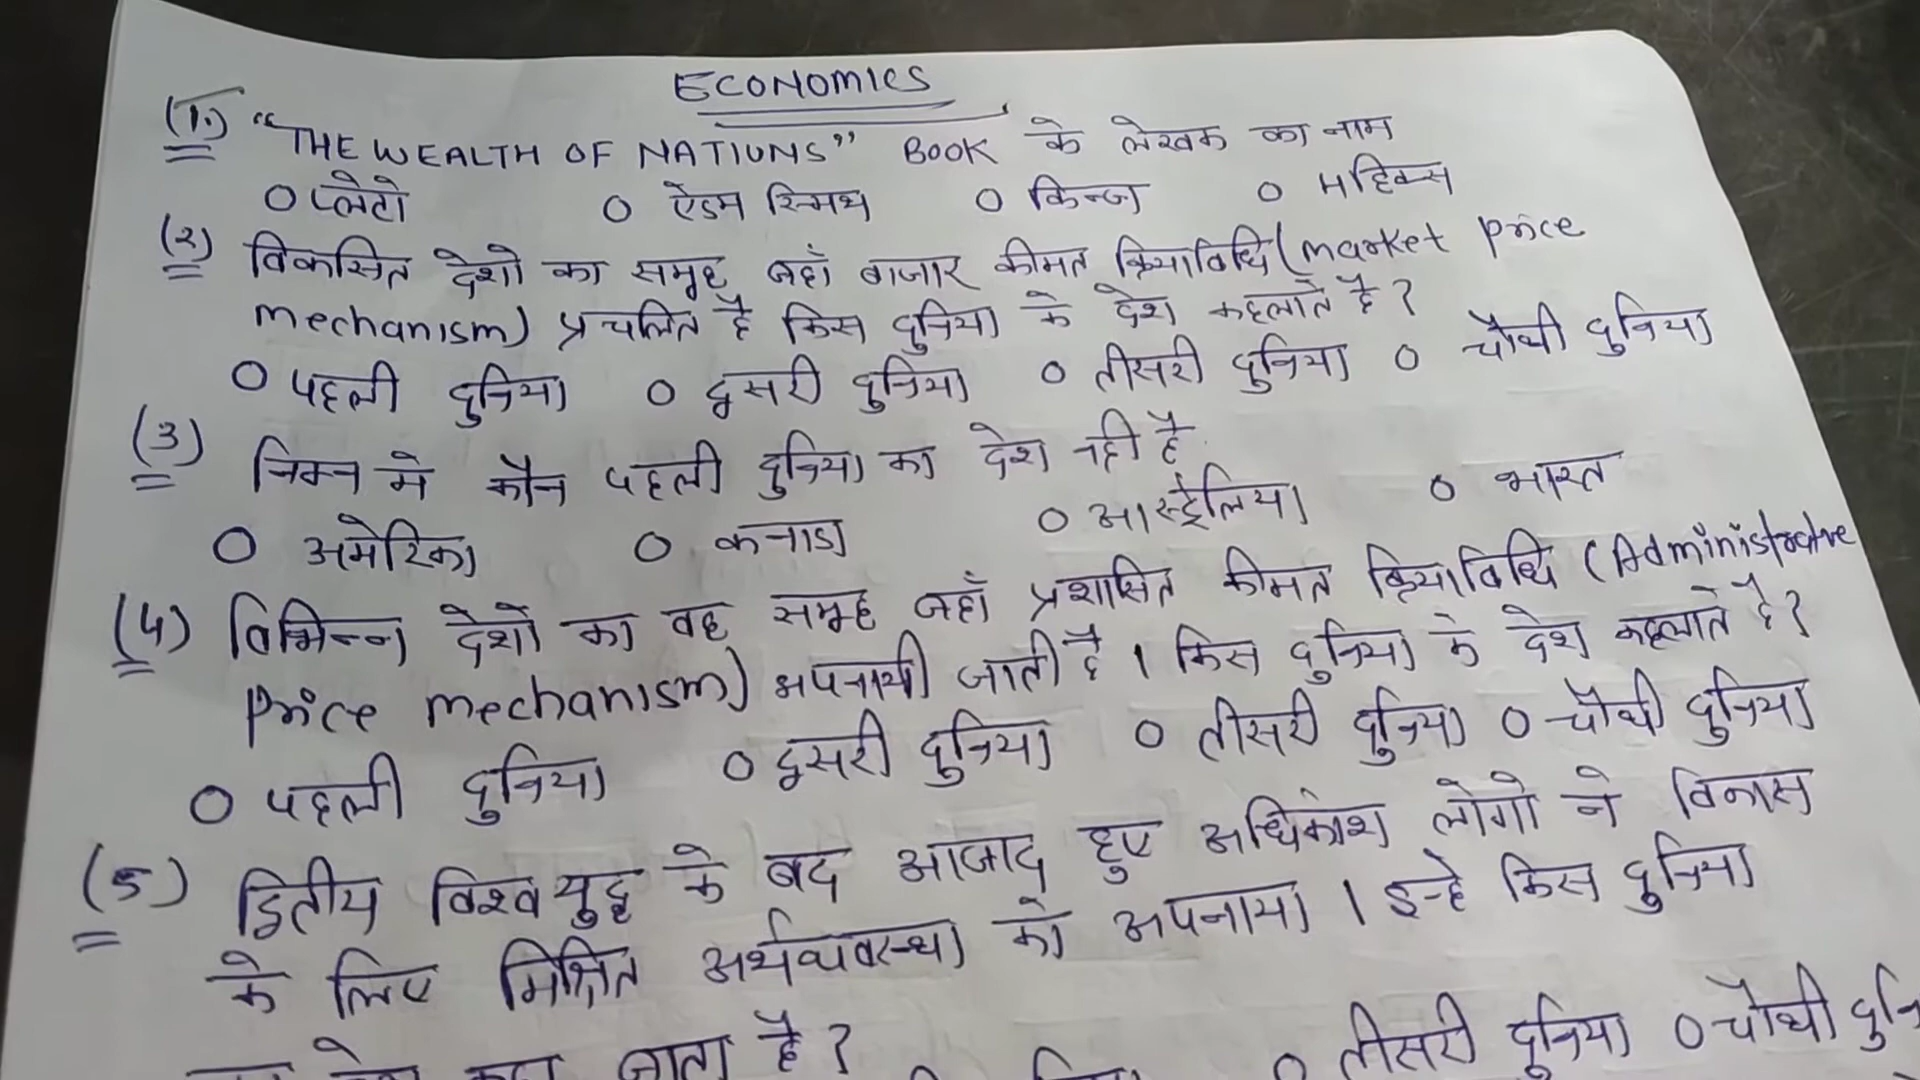 ECONOMICS
(1.) "THE WEALTH OF NATIONS" BOOK के लेखक का नाम
O प्लेटो O ऐडम स्मिथ O किन्ज O महिक्स
(2) विकसित देशो का समूह जहाँ बाजार कीमत क्रियाविधि (market price
mechanism) प्रचलित है किस दुनिया के देश कहलाते है?
O पहली दुनिया O दूसरी दुनिया O तीसरी दुनिया O चौथी दुनिया
(3) निम्न मे कौन पहली दुनिया का देश नही है
O अमेरिका O कनाडा O आस्ट्रेलिया O भारत
(4) विभिन्न देशो का वह समूह जहाँ प्रशासित कीमत क्रियाविधि (Administrative
price mechanism) अपनायी जाती है । किस दुनिया के देश कहलाते है?
O पहली दुनिया O दूसरी दुनिया O तीसरी दुनिया O चौथी दुनिया
(5) द्वितीय विश्व युद्ध के बाद आजाद हुए अधिकांश लोगो ने विकास
के लिए मिश्रित अर्थव्यवस्था को अपनाया । इन्हे किस दुनिया
जाता है?
O तीसरी दुनिया O चौथी